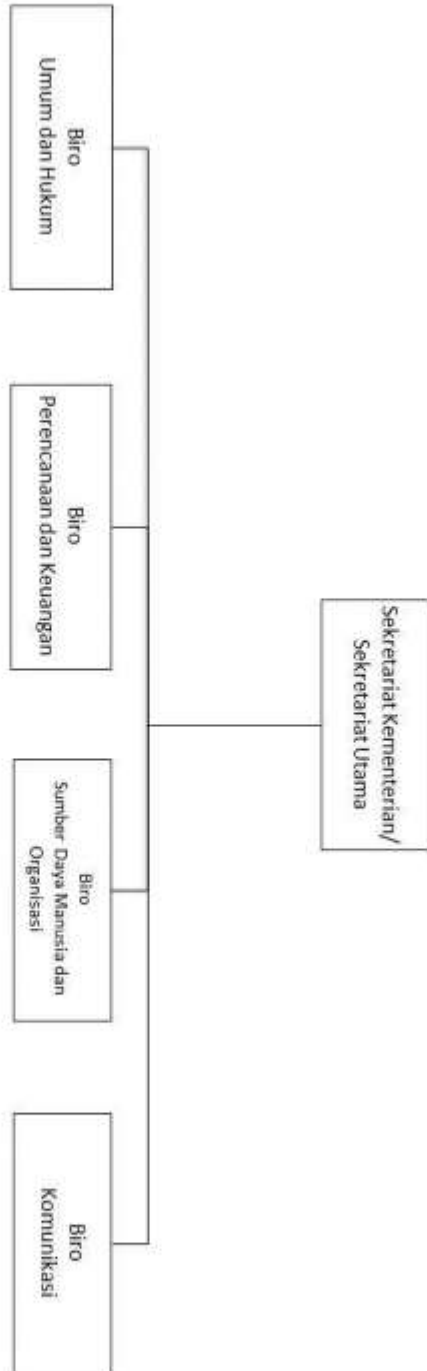 Sekretariat Kementerian/
Sekretariat Utama
Biro
Umum dan Hukum
Biro
Perencanaan dan Keuangan
Biro
Sumber Daya Manusia dan
Organisasi
Biro
Komunikasi